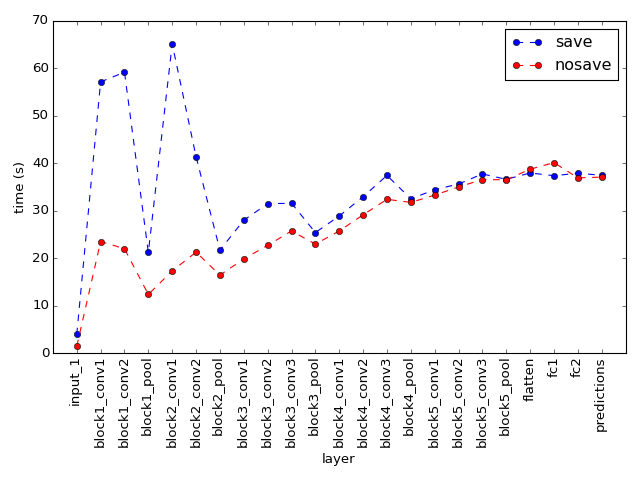 70
60
50
40
30
20
10
0
time (s)
save
nosave
input_1
block1_conv1
block1_conv2
block1_pool
block2_conv1
block2_conv2
block2_pool
block3_conv1
block3_conv2
block3_conv3
block3_pool
block4_conv1
block4_conv2
block4_conv3
block4_pool
block5_conv1
block5_conv2
block5_conv3
block5_pool
flatten
fc1
fc2
predictions
layer